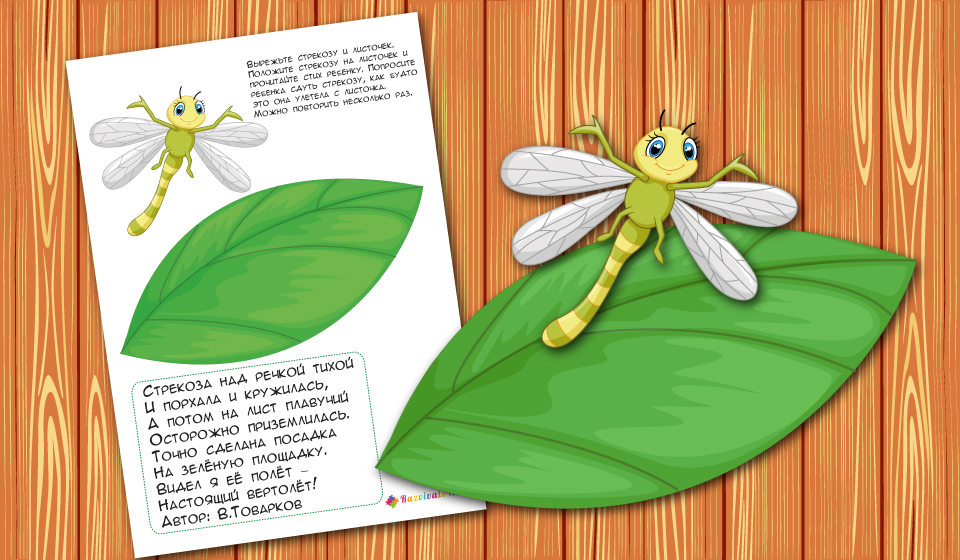 Вырежьте стрекозу и листочек.
Положите стрекозу на листочек и
прочитайте стих ребенку. Попросите
ребенка сдуть стрекозу, как будто
это она улетела с листочка.
Можно повторить несколько раз.
Стрекоза над речкой тихой
И порхала и кружилась,
А потом на лист плавучий
Осторожно приземлилась.
Точно сделана посадка
На зелёную площадку.
Видел я её полёт –
Настоящий вертолёт!
Автор: В.Товарков